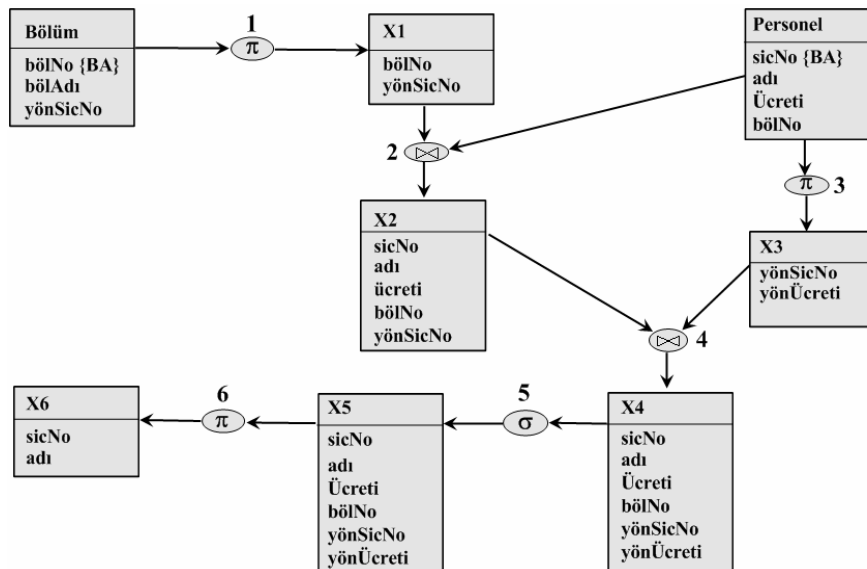 Bölüm
bölNo {BA}
bölAdı
yönSicNo
1
π
X1
bölNo
yönSicNo
Personel
sicNo {BA}
adı
Ücreti
bölNo
2
⋈
π
3
X2
sicNo
adı
ücreti
bölNo
yönSicNo
X3
yönSicNo
yönÜcreti
⋈
4
X6
sicNo
adı
6
π
X5
sicNo
adı
Ücreti
bölNo
yönSicNo
yönÜcreti
5
σ
X4
sicNo
adı
Ücreti
bölNo
yönSicNo
yönÜcreti